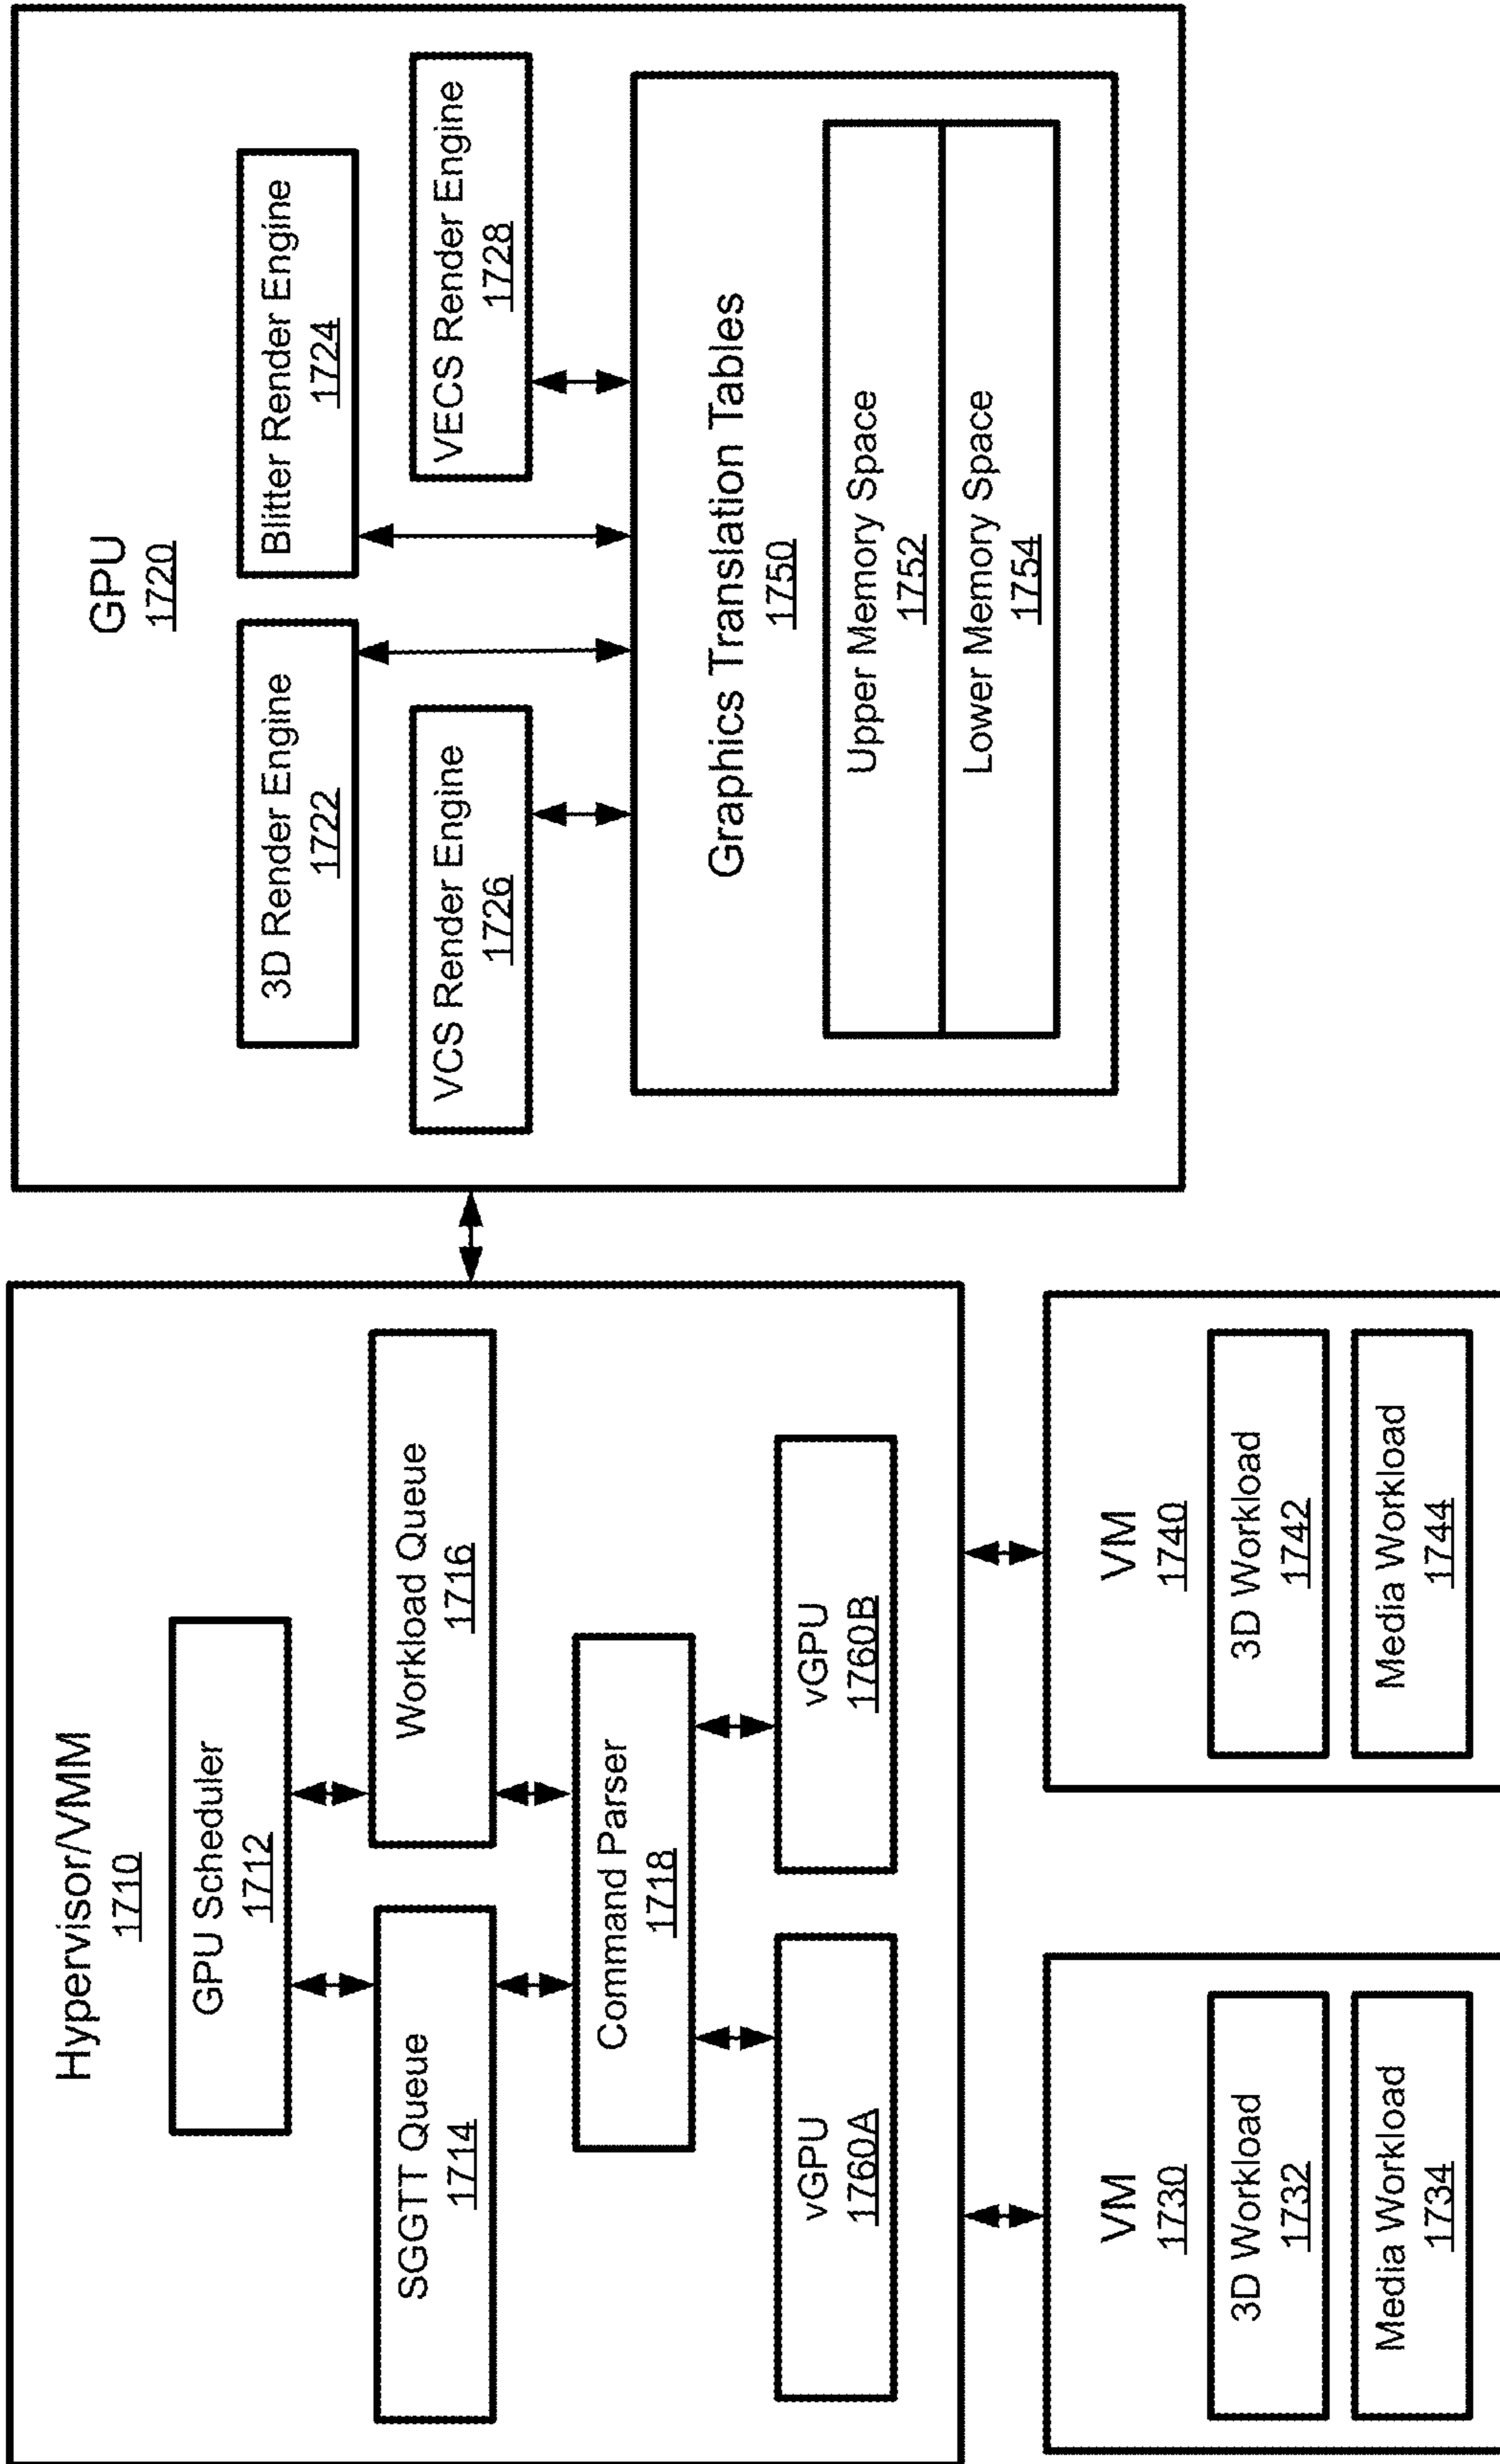 Hypervisor/VMM
1710
GPU Scheduler
1712
SGGTT Queue
1714
Workload Queue
1716
Command Parser
1718
vGPU
1760A
vGPU
1760B
VM
1730
3D Workload
1732
Media Workload
1734
VM
1740
3D Workload
1742
Media Workload
1744
GPU
1720
3D Render Engine
1722
Blitter Render Engine
1724
VCS Render Engine
1726
VECS Render Engine
1728
Graphics Translation Tables
1750
Upper Memory Space
1752
Lower Memory Space
1754